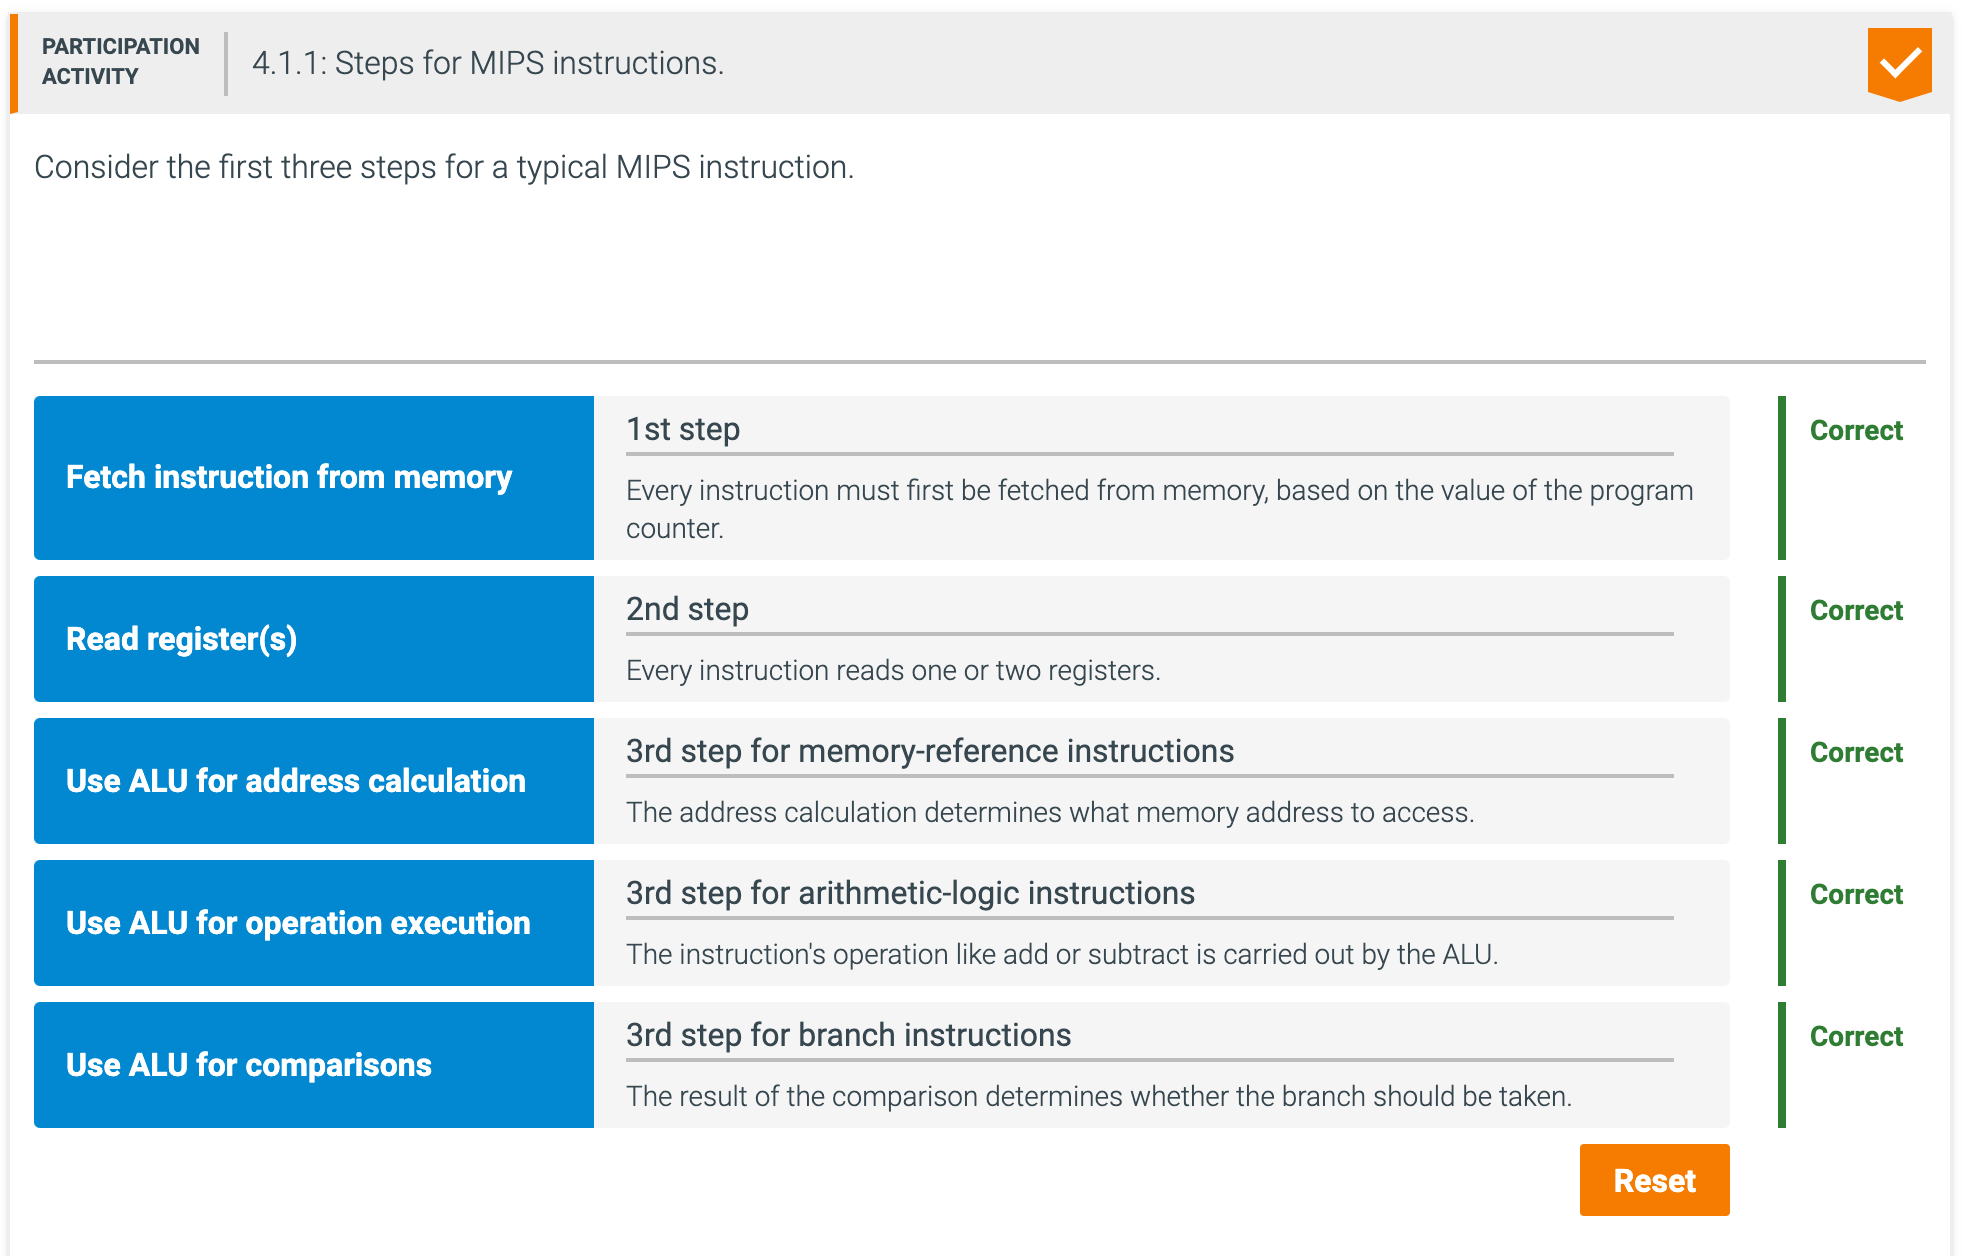 PARTICIPATION
ACTIVITY
4.1.1: Steps for MIPS instructions.
Consider the first three steps for a typical MIPS instruction.
Fetch instruction from memory
1st step
Every instruction must first be fetched from memory, based on the value of the program
counter.
Correct
Read register(s)
2nd step
Every instruction reads one or two registers.
Correct
Use ALU for address calculation
3rd step for memory-reference instructions
The address calculation determines what memory address to access.
Correct
Use ALU for operation execution
3rd step for arithmetic-logic instructions
The instruction's operation like add or subtract is carried out by the ALU.
Correct
Use ALU for comparisons
3rd step for branch instructions
The result of the comparison determines whether the branch should be taken.
Correct
Reset